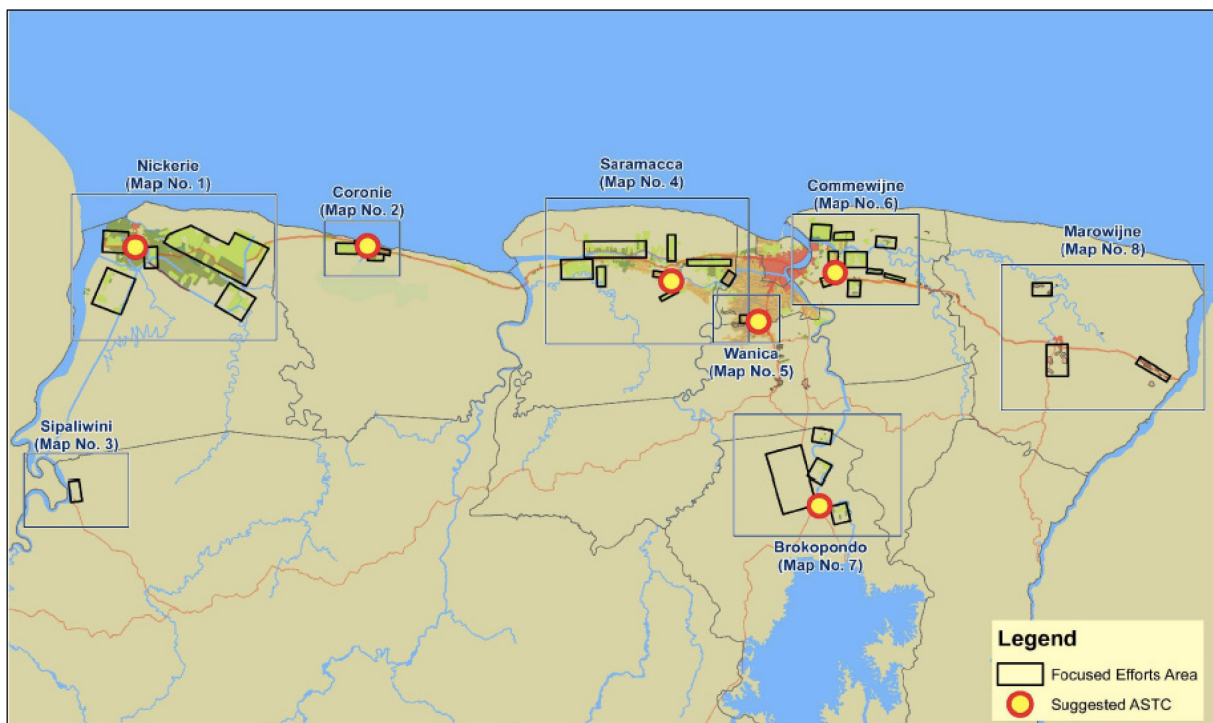 Nickerie
(Map No. 1)
Coronie
(Map No. 2)
Saramacca
(Map No. 4)
Commewijne
(Map No. 6)
Marowijne
(Map No. 8)
Wanica
(Map No. 5)
Sipaliwini
(Map No. 3)
Brokopondo
(Map No. 7)
Legend
Focused Efforts Area
Suggested ASTC